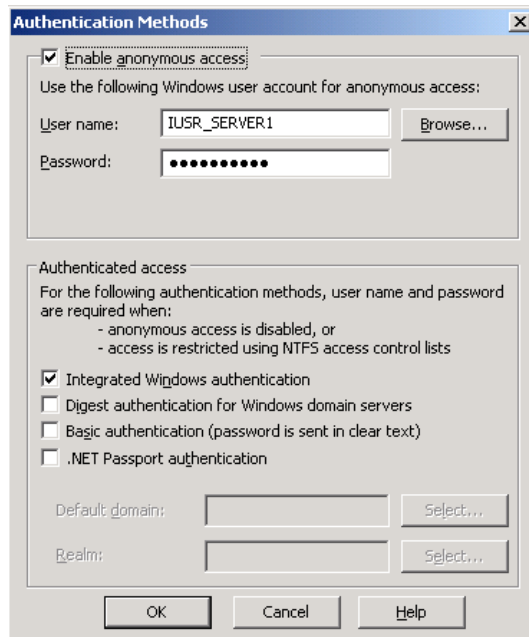 Authentication Methods
Enable anonymous access
Use the following Windows user account for anonymous access:
User name: IUSR_SERVER1 Browse...
Password: ●●●●●●●●●●
Authenticated access
For the following authentication methods, user name and password
are required when:
- anonymous access is disabled, or
- access is restricted using NTFS access control lists
Integrated Windows authentication
Digest authentication for Windows domain servers
Basic authentication (password is sent in clear text)
.NET Passport authentication
Default domain: Select...
Realm: Select...
OK Cancel Help